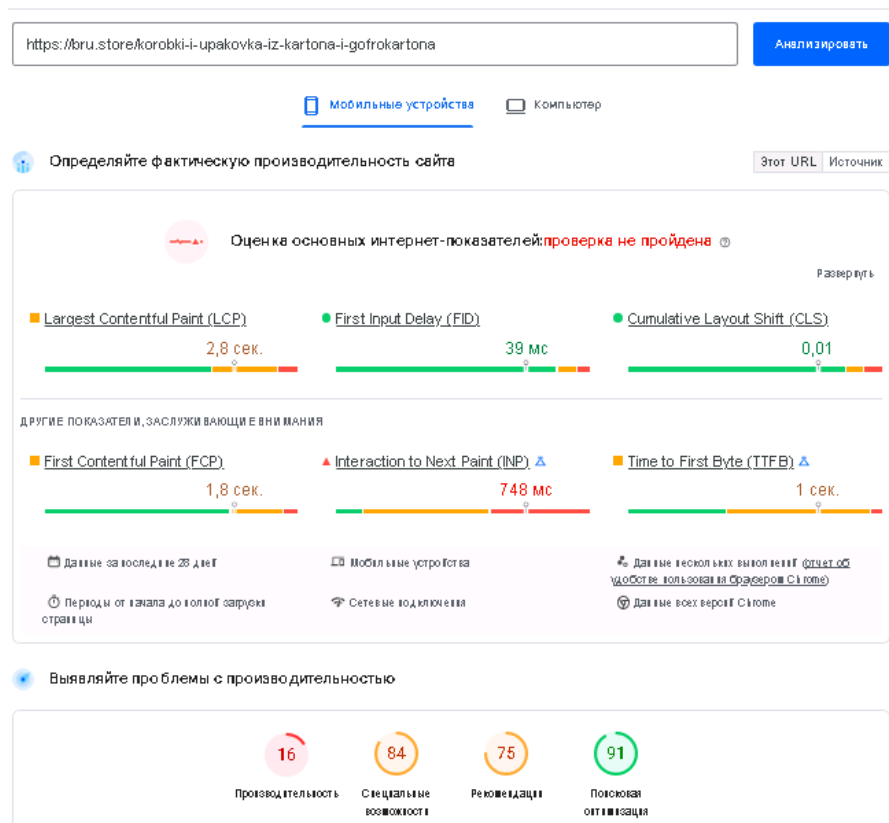 https://bru.store/korobki-i-upakovka-iz-kartona-i-gofrokartona
Анализировать
Мобильные устройства
Компьютер
Определяйте фактическую производительность сайта
Этот URL
Источник
Оценка основных интернет-показателей:проверка не пройдена
Развернуть
Largest Contentful Paint (LCP)
First Input Delay (FID)
Cumulative Layout Shift (CLS)
2,8 сек.
39 мс
0,01
ДРУГИЕ ПОКАЗАТЕЛИ, ЗАСЛУЖИВАЮЩИЕ ВНИМАНИЯ
First Contentful Paint (FCP)
Interaction to Next Paint (INP)
Time to First Byte (TTFB)
1,8 сек.
748 мс
1 сек.
Данные за последние 28 дней
Мобильные устройства
Данные нескольких выполнений (отчет об
удобстве пользования браузером Chrome)
Периоды от начала до полной загрузки
страницы
Сетевые подключения
Данные всех версий Chrome
Выявляйте проблемы с производительностью
16
84
75
91
Производительность
Специальные
возможности
Рекомендации
Поисковая
оптимизация